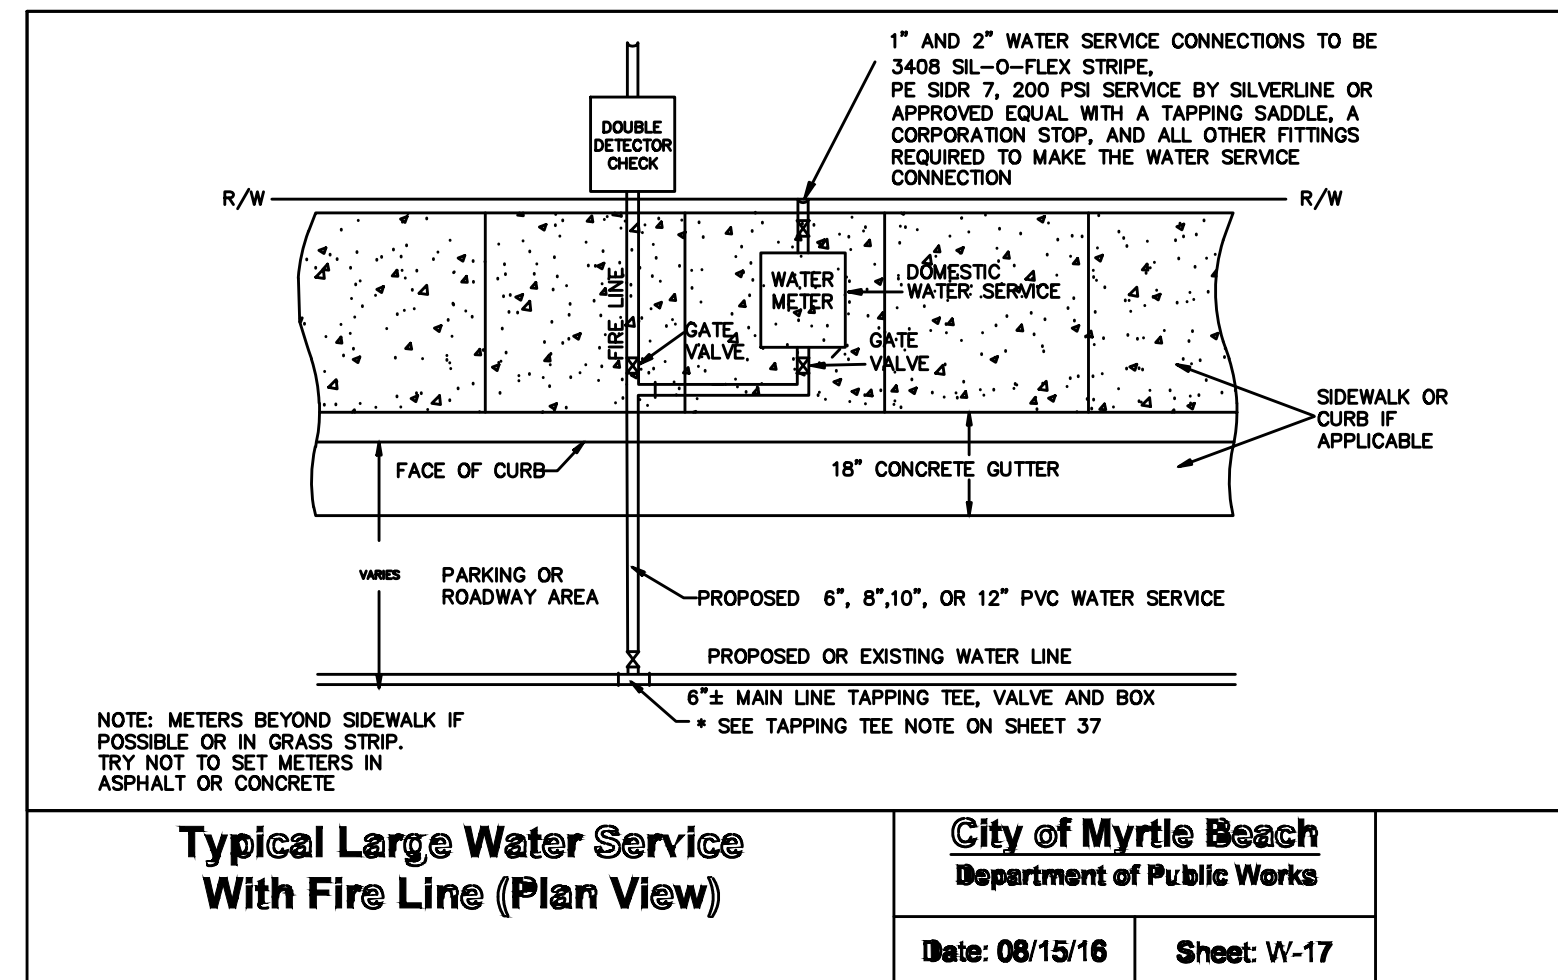 1” AND 2” WATER SERVICE CONNECTIONS TO BE
3408 SIL-O-FLEX STRIPE,
PE SIDR 7, 200 PSI SERVICE BY SILVERLINE OR
APPROVED EQUAL WITH A TAPPING SADDLE, A
CORPORATION STOP, AND ALL OTHER FITTINGS
REQUIRED TO MAKE THE WATER SERVICE
CONNECTION
DOUBLE
DETECTOR
CHECK
R/W
R/W
FIRE LINE
WATER
METER
DOMESTIC
WATER SERVICE
GATE
VALVE
GATE
VALVE
SIDEWALK OR
CURB IF
APPLICABLE
FACE OF CURB
18” CONCRETE GUTTER
VARIES
PARKING OR
ROADWAY AREA
PROPOSED 6”, 8”,10”, OR 12” PVC WATER SERVICE
PROPOSED OR EXISTING WATER LINE
6”± MAIN LINE TAPPING TEE, VALVE AND BOX
* SEE TAPPING TEE NOTE ON SHEET 37
NOTE: METERS BEYOND SIDEWALK IF
POSSIBLE OR IN GRASS STRIP.
TRY NOT TO SET METERS IN
ASPHALT OR CONCRETE
Typical Large Water Service
With Fire Line (Plan View)
City of Myrtle Beach
Department of Public Works
Date: 08/15/16
Sheet: W-17